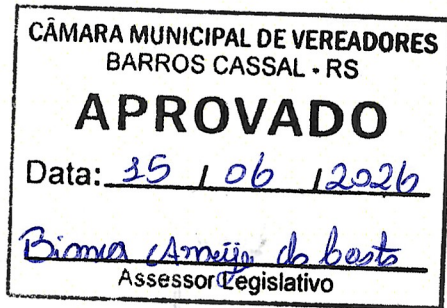 CÂMARA MUNICIPAL DE VEREADORES
BARROS CASSAL - RS
APROVADO
Data: 15 / 06 / 2026
Assessor Legislativo